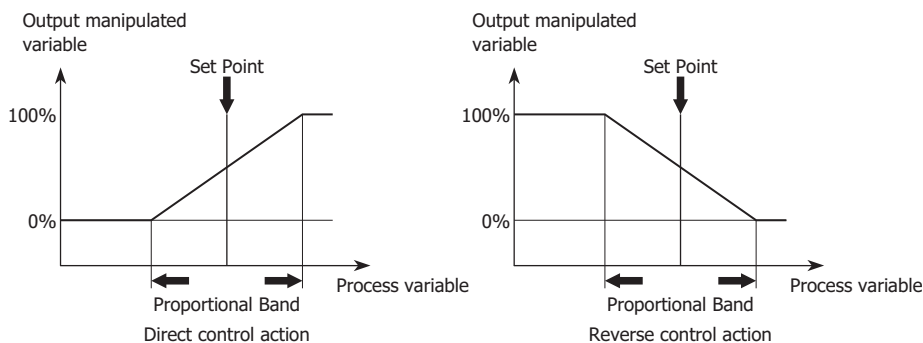 Output manipulated
variable
Set Point
100%
0%
Process variable
Proportional Band
Direct control action
Output manipulated
variable
Set Point
100%
0%
Process variable
Proportional Band
Reverse control action